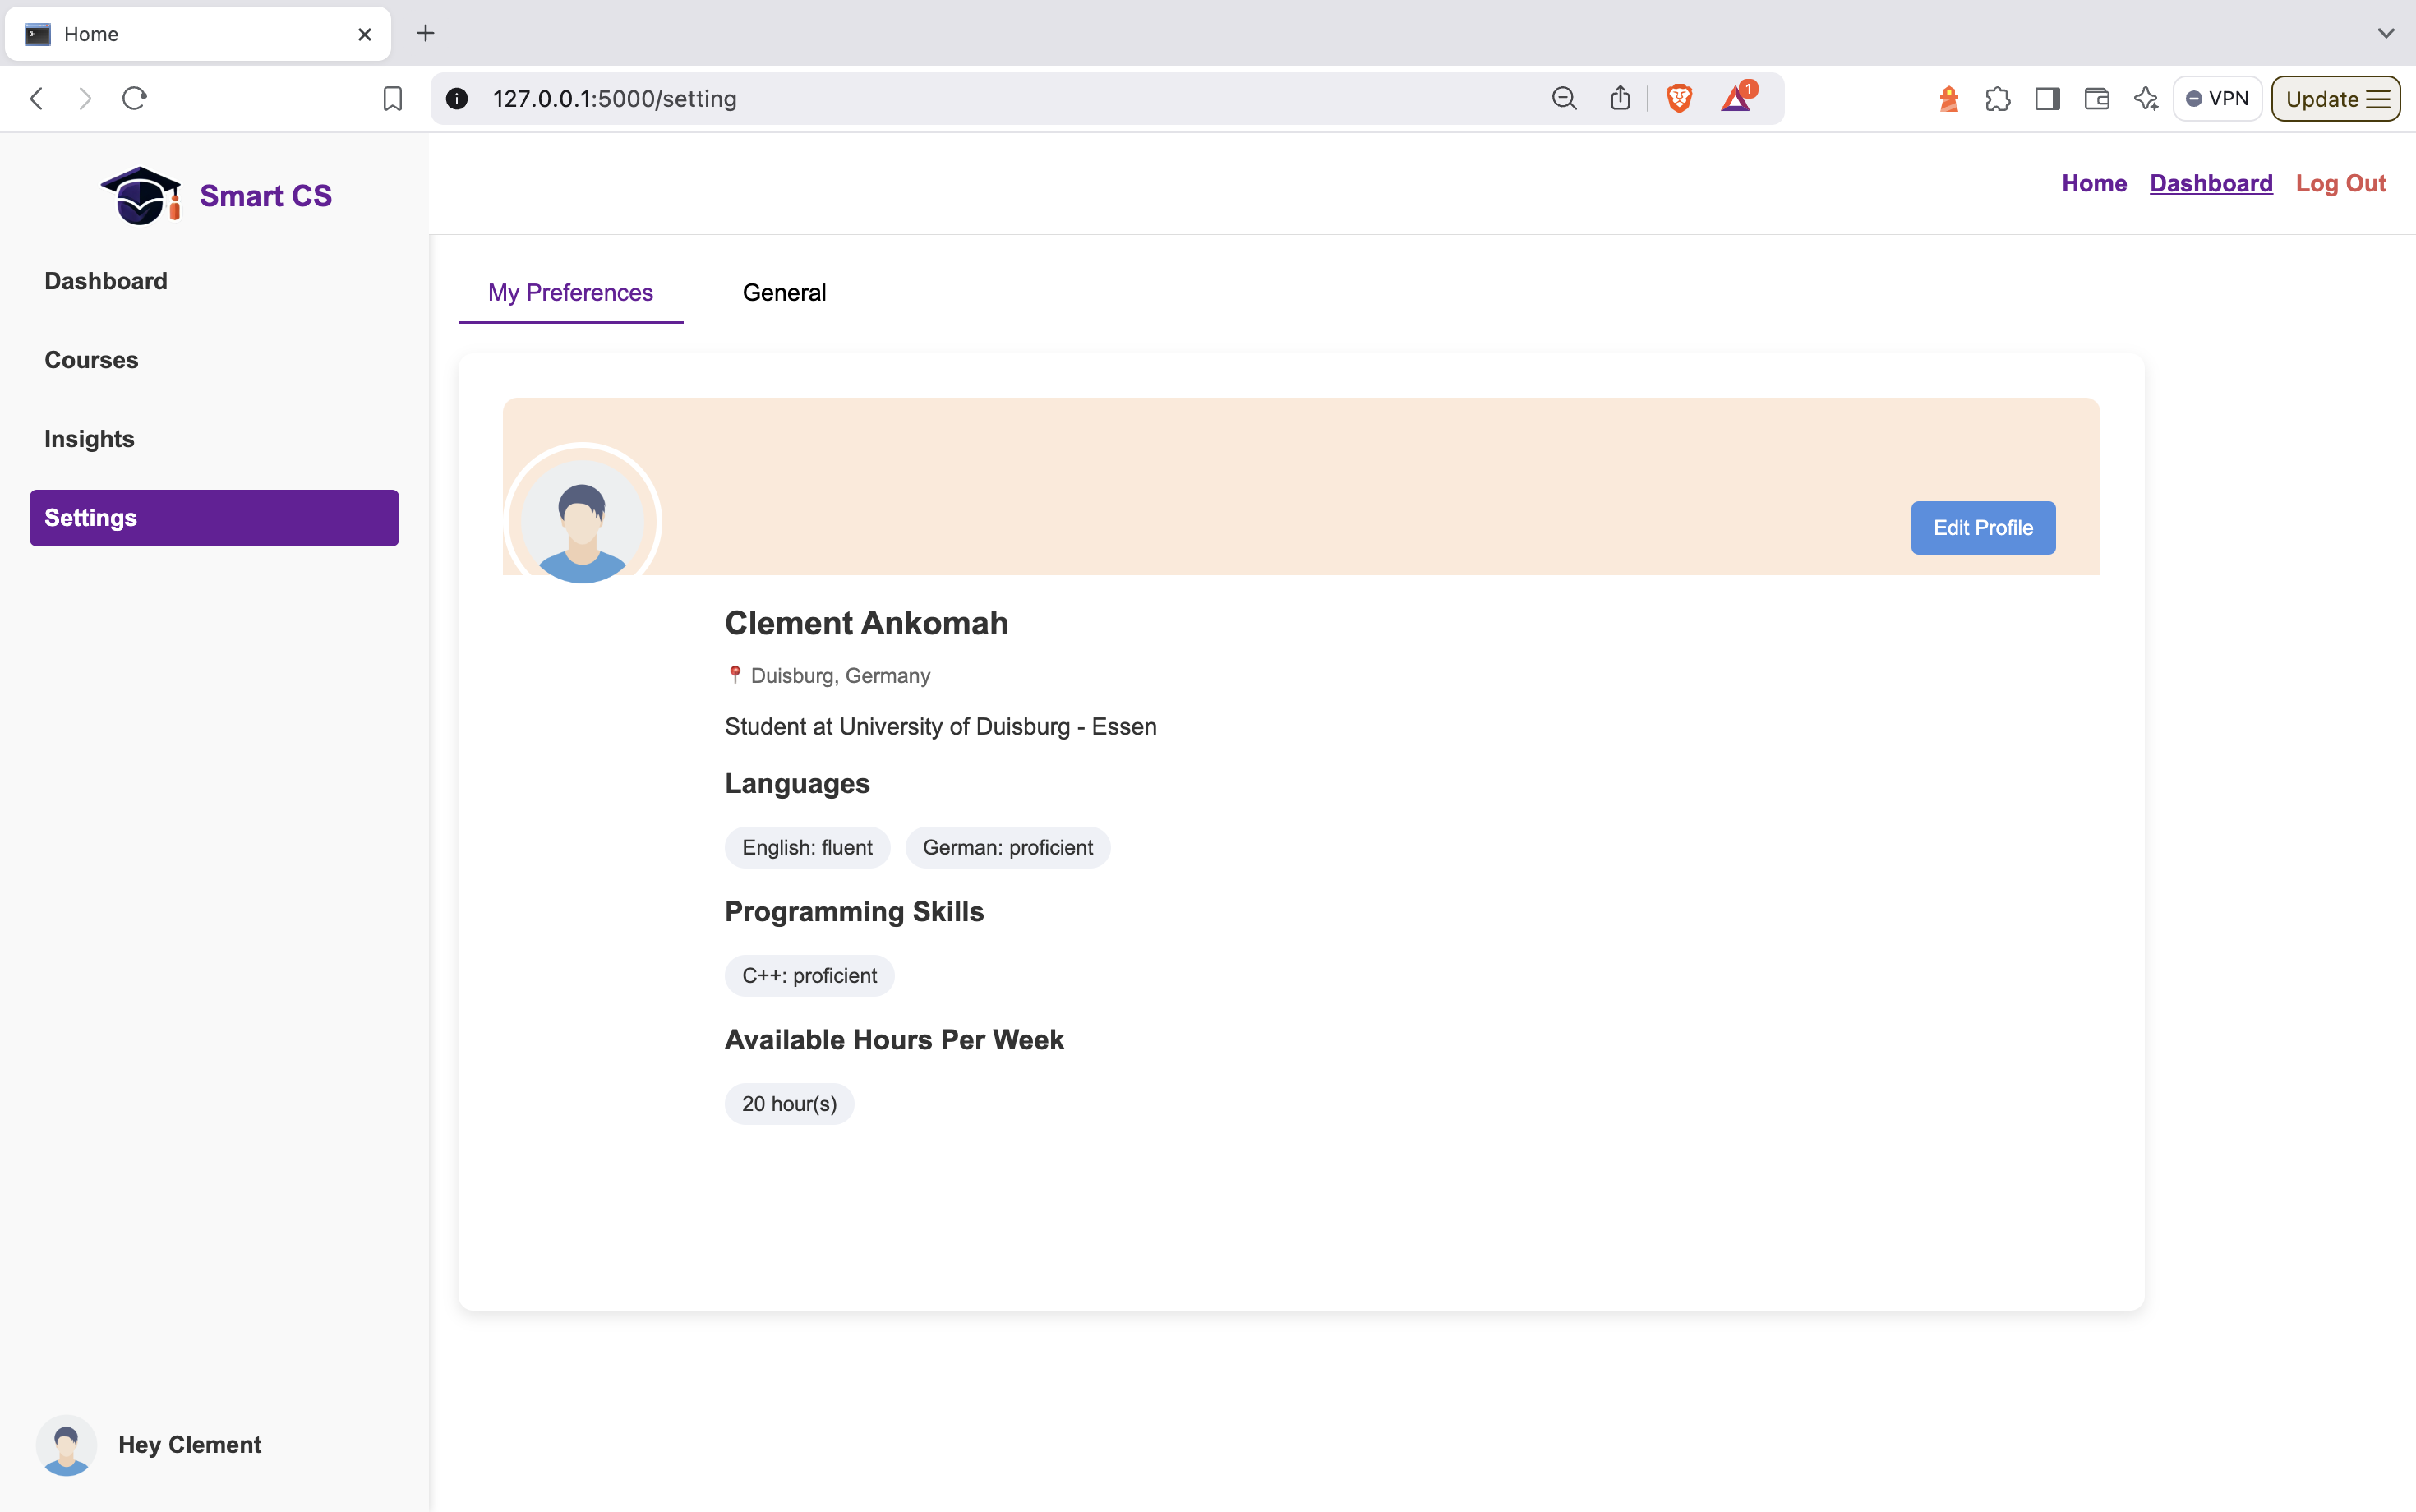 Home
127.0.0.1:5000/setting
1
VPN
Update
Smart CS
Home Dashboard Log Out
Dashboard
Courses
Insights
Settings
My Preferences General
Edit Profile
Clement Ankomah
Duisburg, Germany
Student at University of Duisburg - Essen
Languages
English: fluent German: proficient
Programming Skills
C++: proficient
Available Hours Per Week
20 hour(s)
Hey Clement